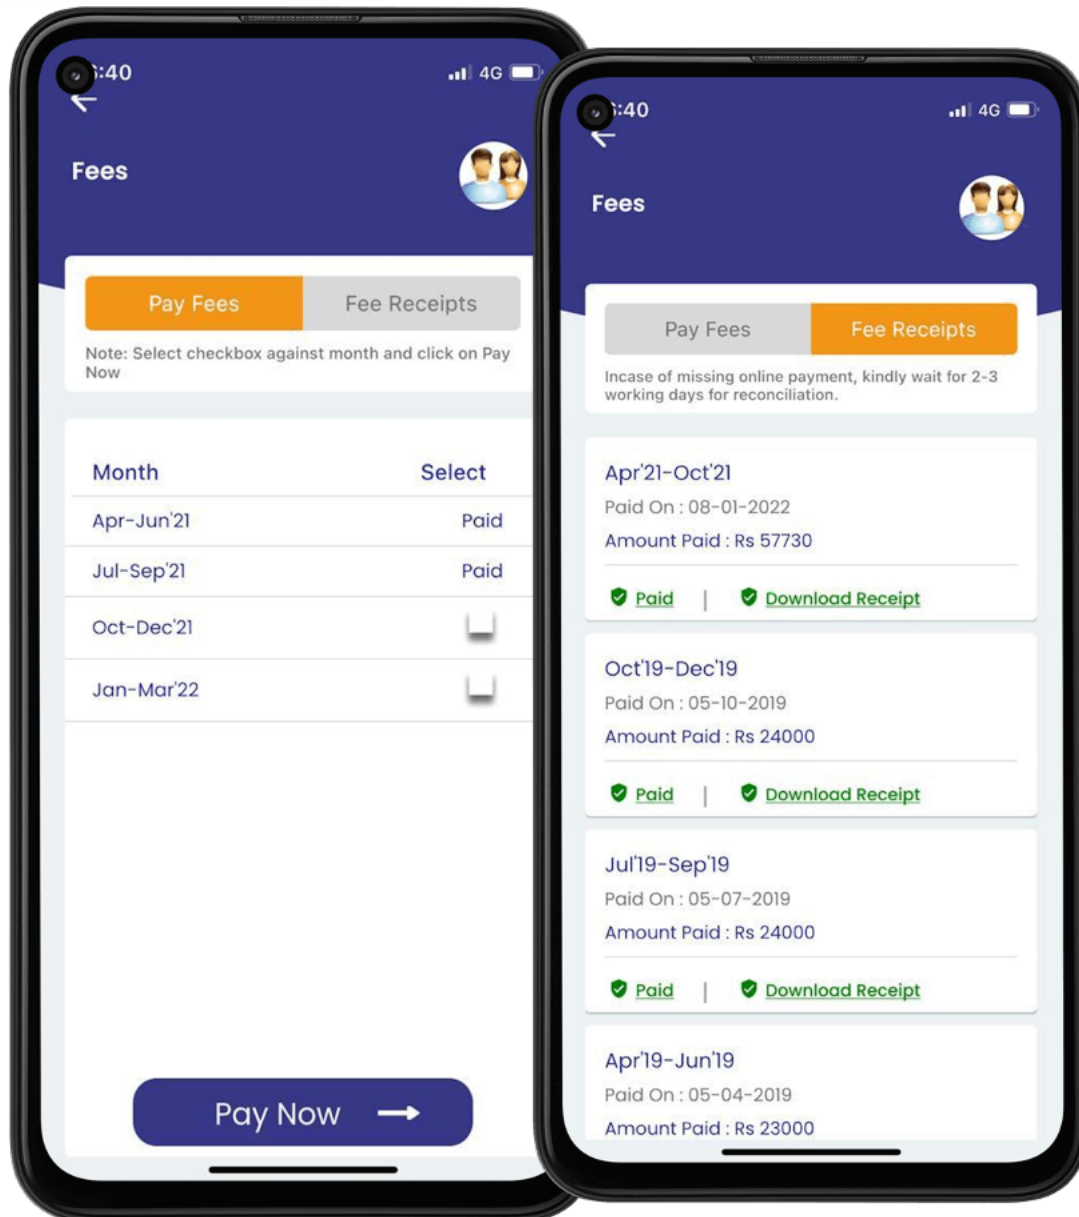 :40
4G
Fees
Pay Fees
Fee Receipts
Note: Select checkbox against month and click on Pay
Now
Month Select
Apr-Jun'21 Paid
Jul-Sep'21 Paid
Oct-Dec'21
Jan-Mar'22
Pay Now
:40
4G
Fees
Pay Fees
Fee Receipts
Incase of missing online payment, kindly wait for 2-3
working days for reconciliation.
Apr'21-Oct'21
Paid On : 08-01-2022
Amount Paid : Rs 57730
Paid | Download Receipt
Oct'19-Dec'19
Paid On : 05-10-2019
Amount Paid : Rs 24000
Paid | Download Receipt
Jul'19-Sep'19
Paid On : 05-07-2019
Amount Paid : Rs 24000
Paid | Download Receipt
Apr'19-Jun'19
Paid On : 05-04-2019
Amount Paid : Rs 23000